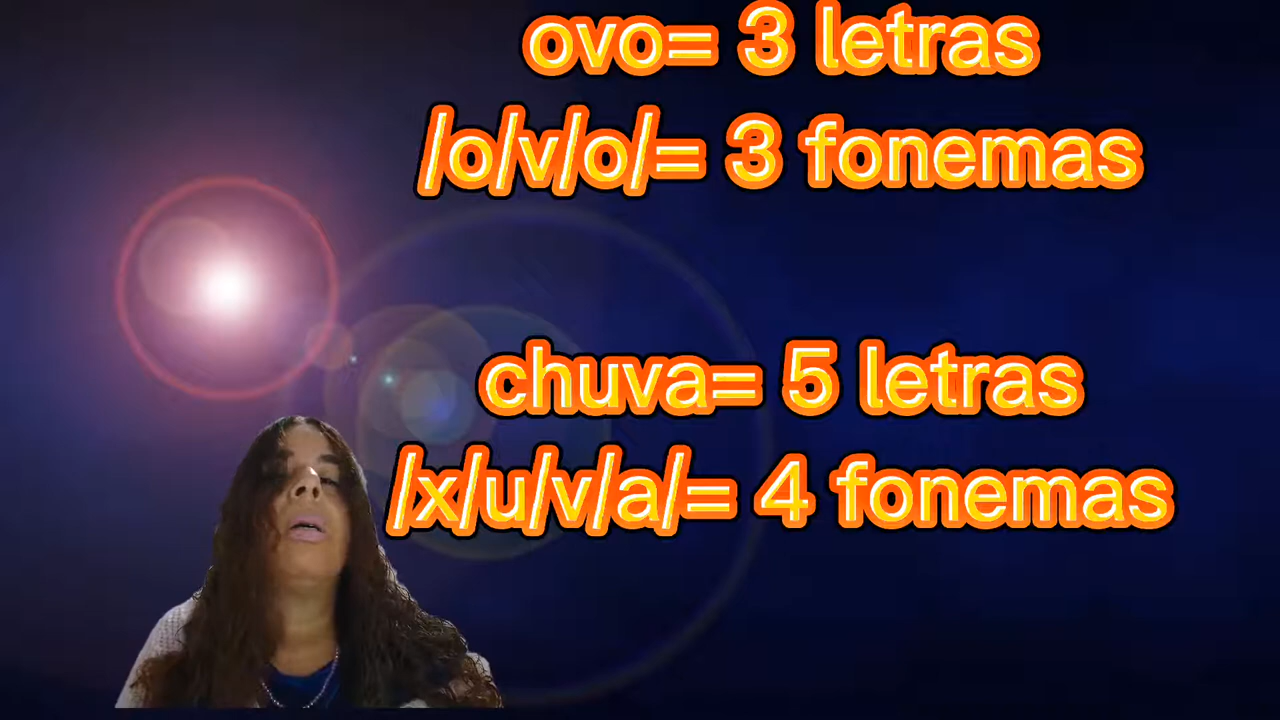 ovo= 3 letras
/o/v/o/= 3 fonemas
chuva= 5 letras
/x/u/v/a/= 4 fonemas